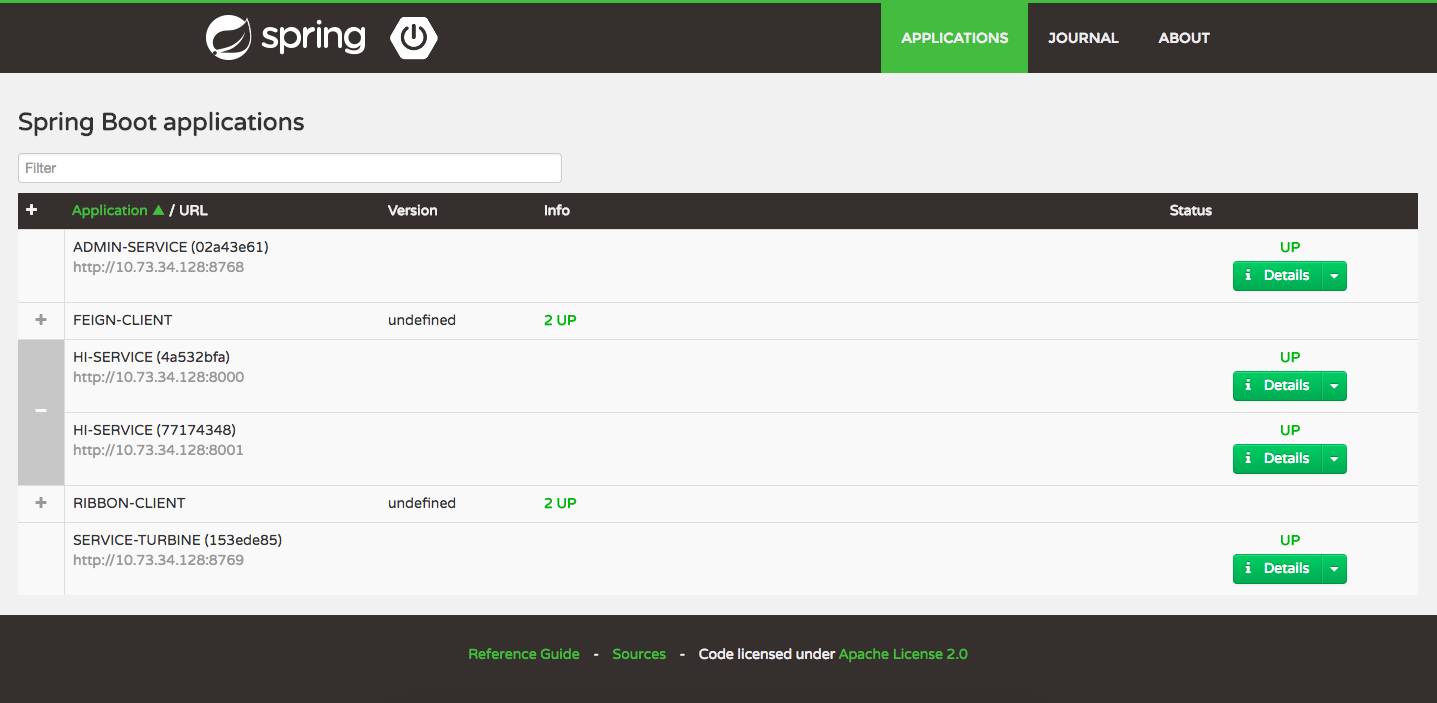 spring
APPLICATIONS JOURNAL ABOUT
Spring Boot applications
Filter
+ Application ▲ / URL Version Info Status
ADMIN-SERVICE (02a43e61) UP
http://10.73.34.128:8768 i Details
+ FEIGN-CLIENT undefined 2 UP
HI-SERVICE (4a532bfa) UP
http://10.73.34.128:8000 i Details
−
HI-SERVICE (77174348) UP
http://10.73.34.128:8001 i Details
+ RIBBON-CLIENT undefined 2 UP
SERVICE-TURBINE (153ede85) UP
http://10.73.34.128:8769 i Details
Reference Guide - Sources - Code licensed under Apache License 2.0